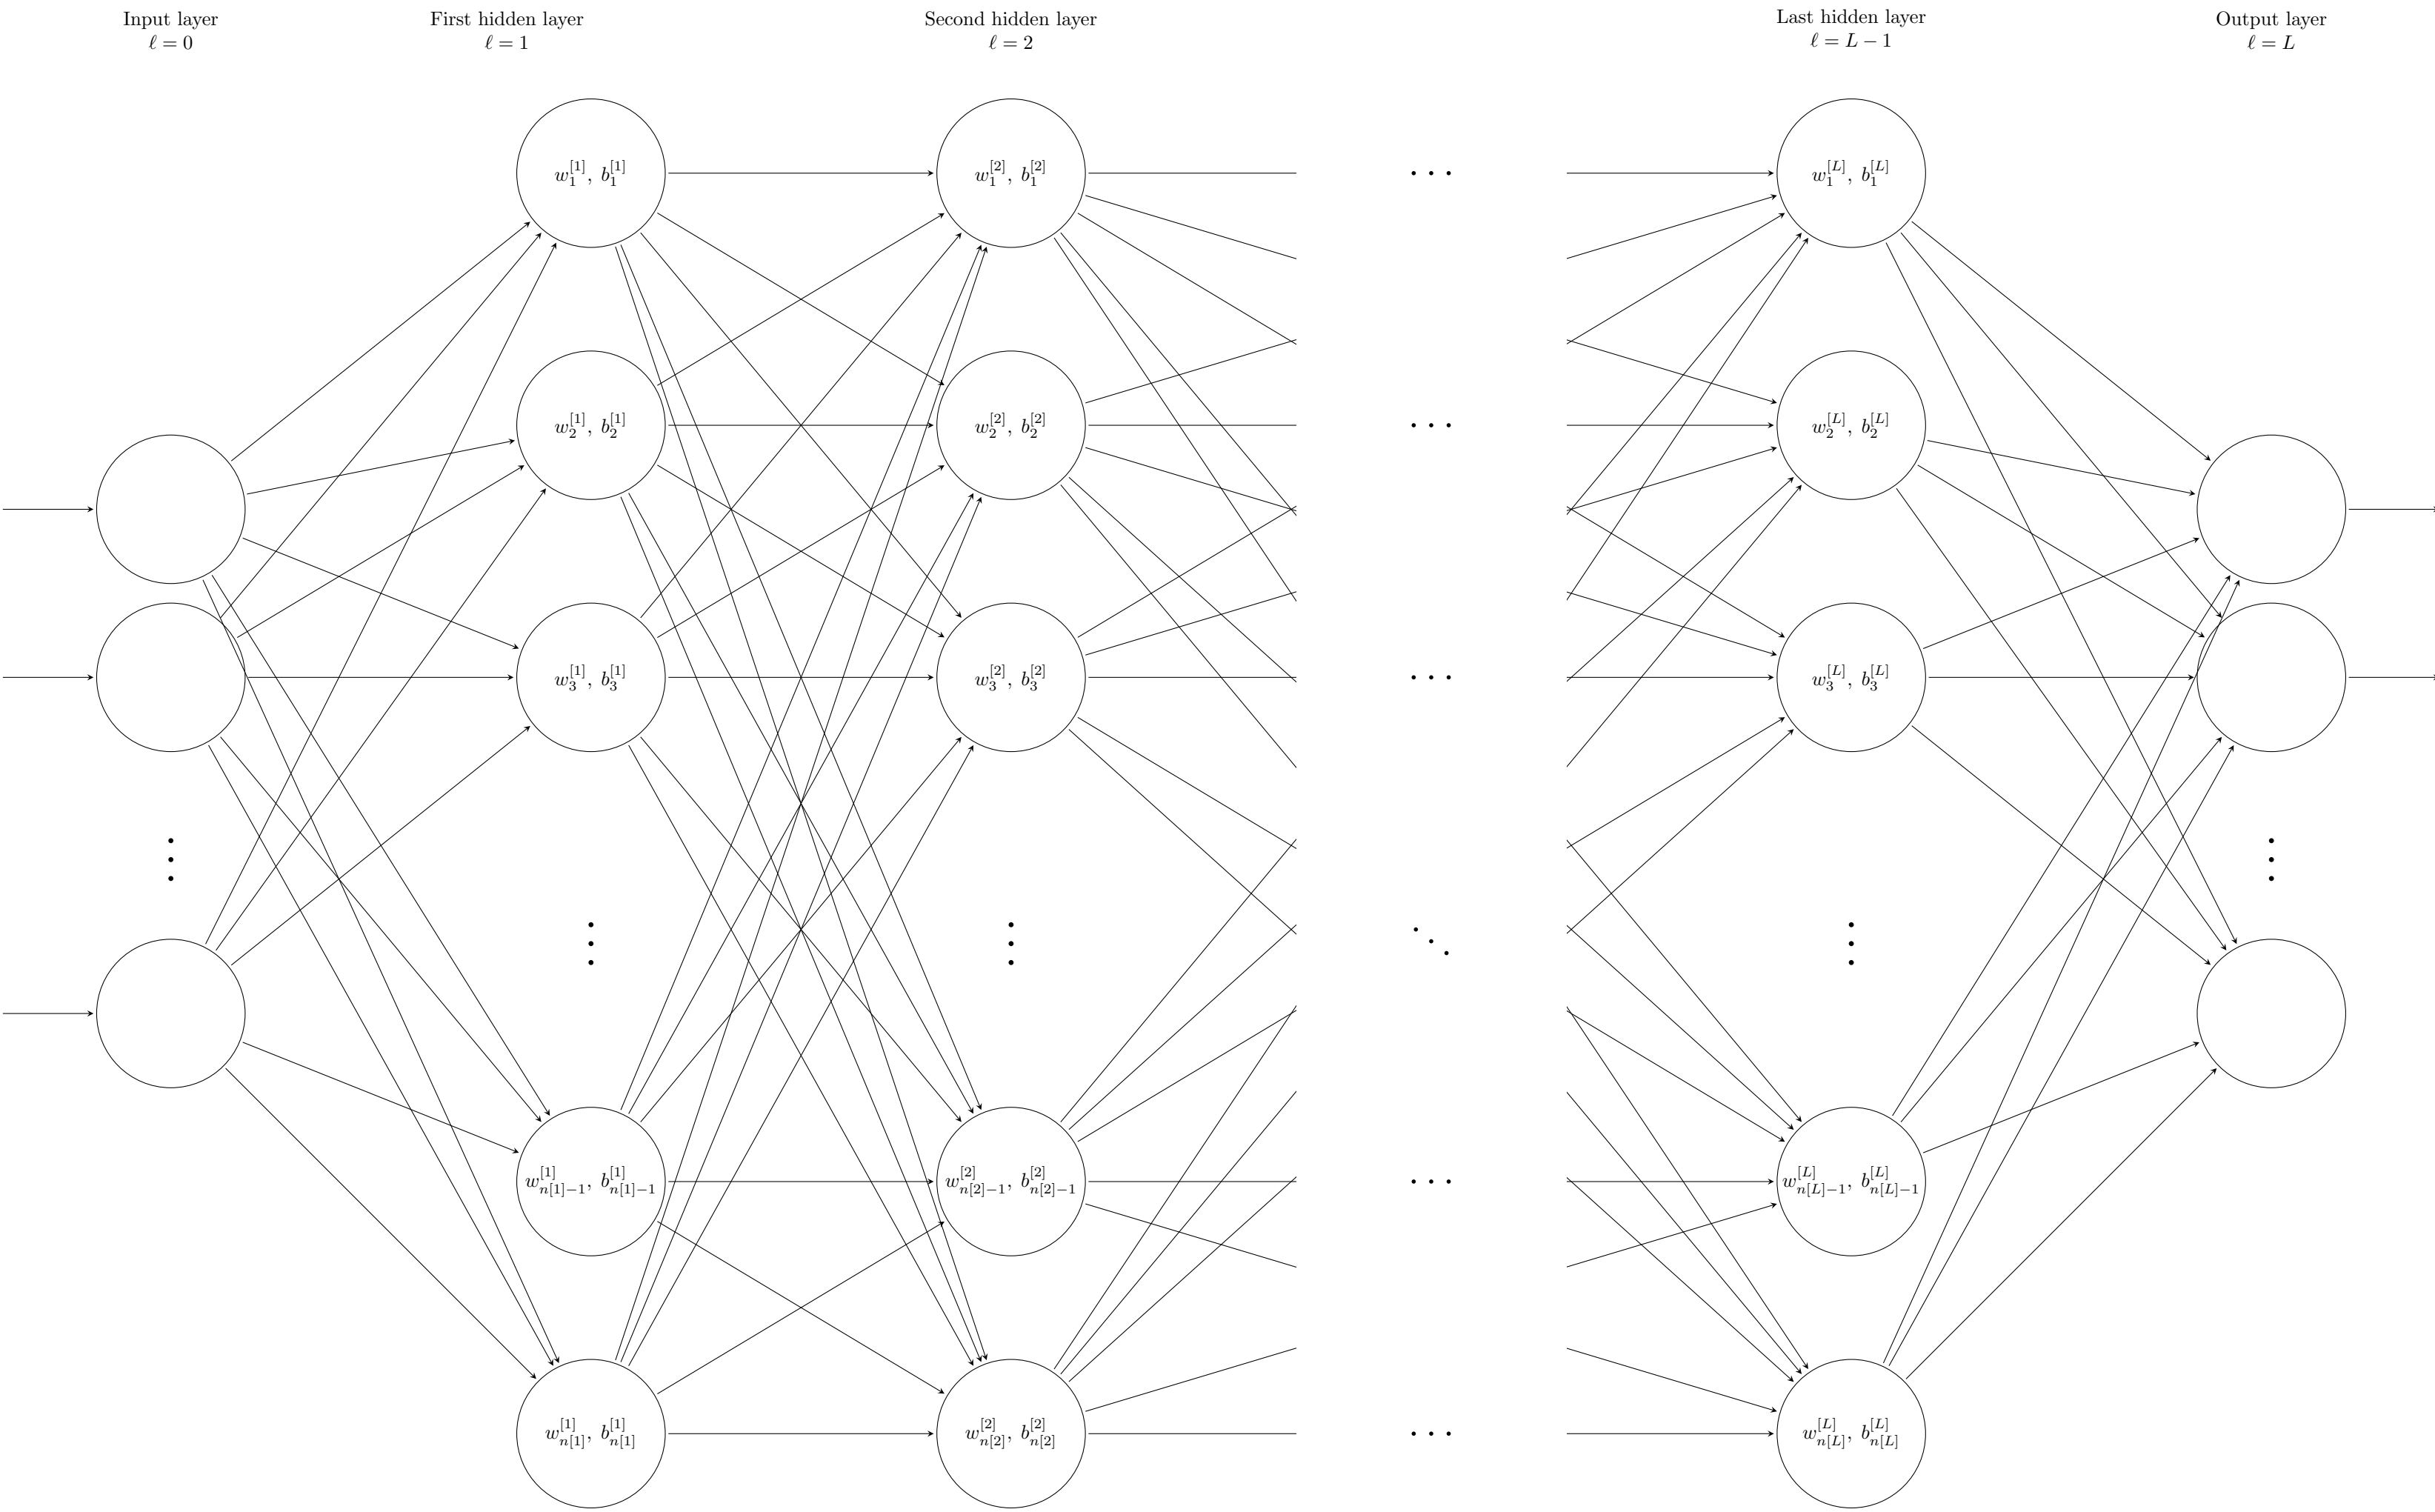 Input layer
ℓ = 0
First hidden layer
ℓ = 1
Second hidden layer
ℓ = 2
Last hidden layer
ℓ = L − 1
Output layer
ℓ = L
w_1^{[1]}, b_1^{[1]}
w_1^{[2]}, b_1^{[2]}
· · ·
w_1^{[L]}, b_1^{[L]}
w_2^{[1]}, b_2^{[1]}
w_2^{[2]}, b_2^{[2]}
· · ·
w_2^{[L]}, b_2^{[L]}
w_3^{[1]}, b_3^{[1]}
w_3^{[2]}, b_3^{[2]}
· · ·
w_3^{[L]}, b_3^{[L]}
w_{n[1]−1}^{[1]}, b_{n[1]−1}^{[1]}
w_{n[2]−1}^{[2]}, b_{n[2]−1}^{[2]}
· · ·
w_{n[L]−1}^{[L]}, b_{n[L]−1}^{[L]}
w_{n[1]}^{[1]}, b_{n[1]}^{[1]}
w_{n[2]}^{[2]}, b_{n[2]}^{[2]}
· · ·
w_{n[L]}^{[L]}, b_{n[L]}^{[L]}